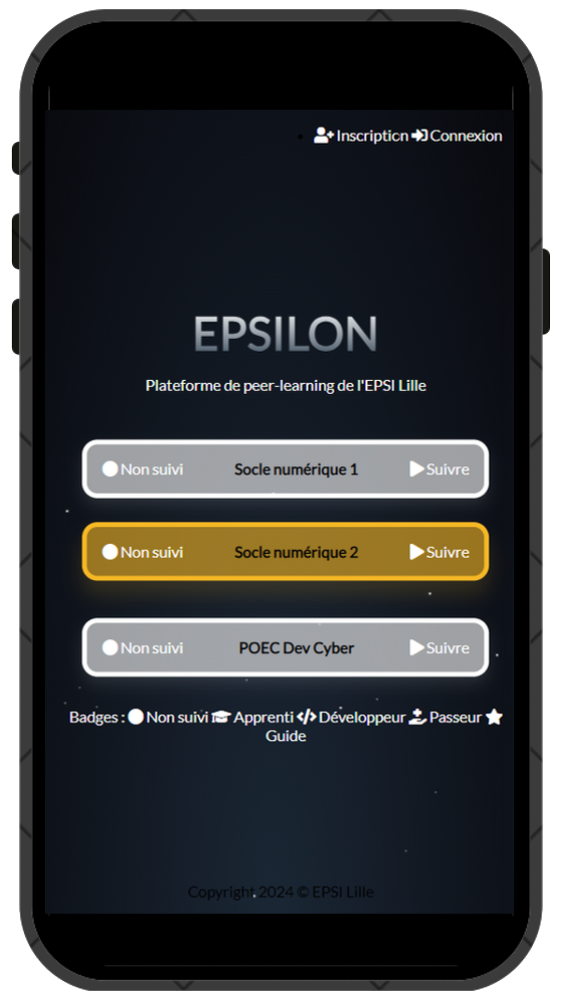 Inscription Connexion
EPSILON
Plateforme de peer-learning de l'EPSI Lille
Non suivi Socle numérique 1 Suivre
Non suivi Socle numérique 2 Suivre
Non suivi POEC Dev Cyber Suivre
Badges : Non suivi Apprenti Développeur Passeur
Guide
Copyright 2024 © EPSI Lille